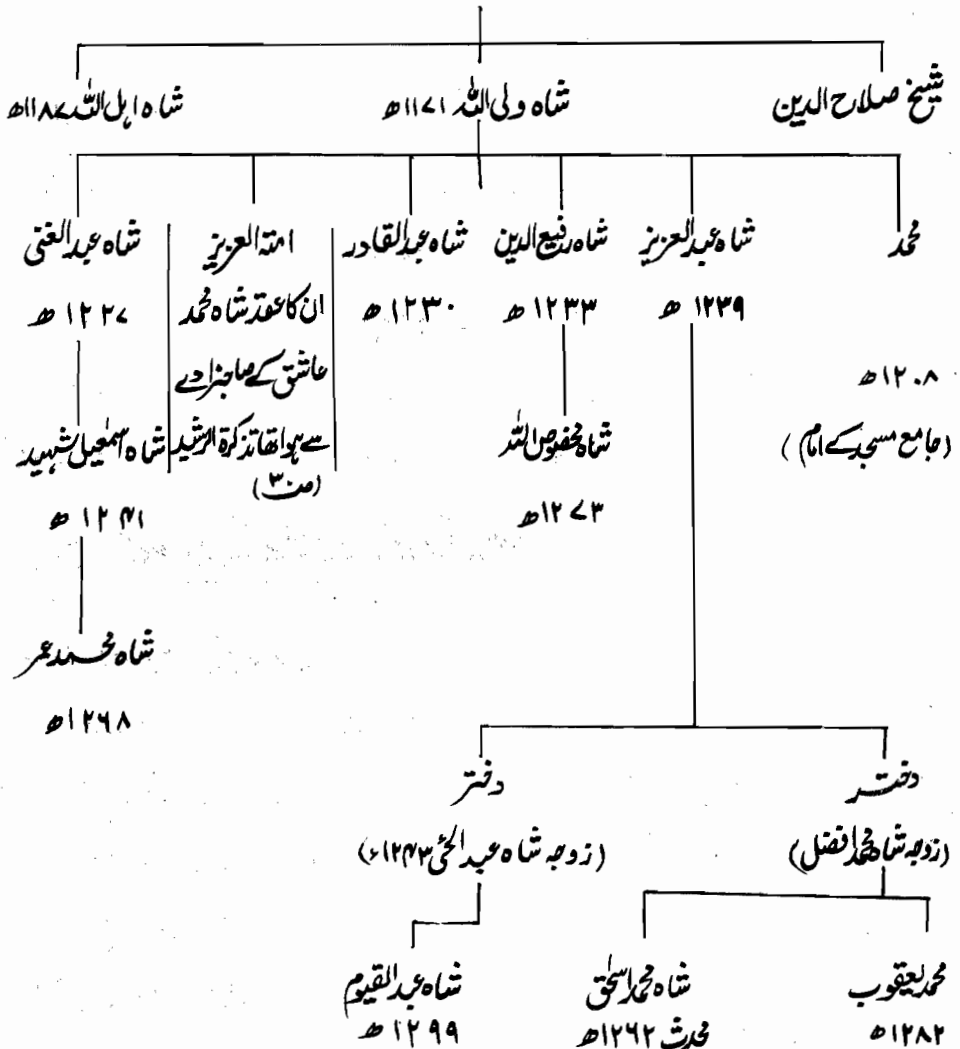 شیخ صلاح الدین
شاہ ولی اللہ ۱۱۷۱ھ
شاہ اہل اللہ ۱۱۸۷ھ
محمد
۱۲۰۸ھ
(جامع مسجد کے امام)
شاہ عبدالعزیز
۱۲۳۹ھ
شاہ رفیع الدین
۱۲۳۳ھ
شاہ مخصوص اللہ
۱۲۷۳ھ
شاہ عبدالقادر
۱۲۳۰ھ
امتہ العزیز
ان کا عقد شاہ محمد
عاشق کے صاحبزادے
سے ہوا تھا تذکرۃ الرشید
(ص۳۰)
شاہ عبدالغنی
۱۲۲۷ھ
شاہ اسمٰعیل شہید
۱۲۴۱ھ
شاہ محمد عمر
۱۲۶۸ھ
دختر
(زوجہ شاہ محمد افضل)
دختر
(زوجہ شاہ عبدالحئی ۱۲۴۳ء)
محمد یعقوب
۱۲۸۲ھ
شاہ محمد اسحٰق
محدث ۱۲۶۲ھ
شاہ عبدالقیوم
۱۲۹۹ھ